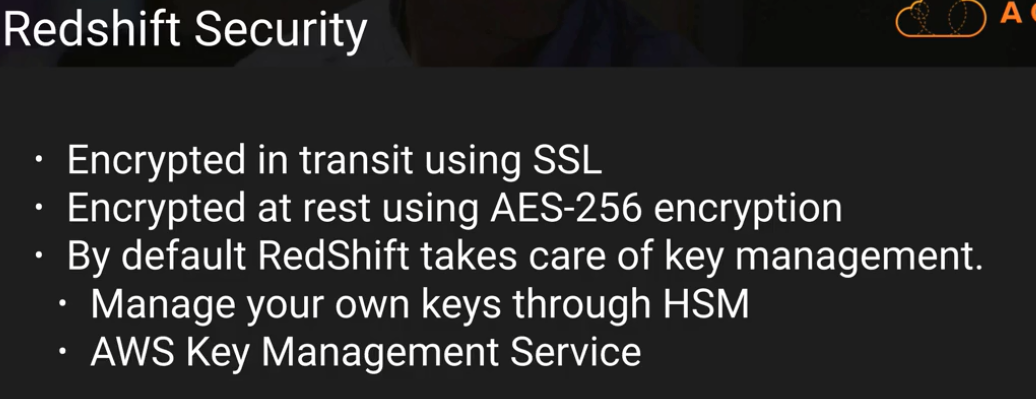 Redshift Security
A
• Encrypted in transit using SSL
• Encrypted at rest using AES-256 encryption
• By default RedShift takes care of key management.
• Manage your own keys through HSM
• AWS Key Management Service